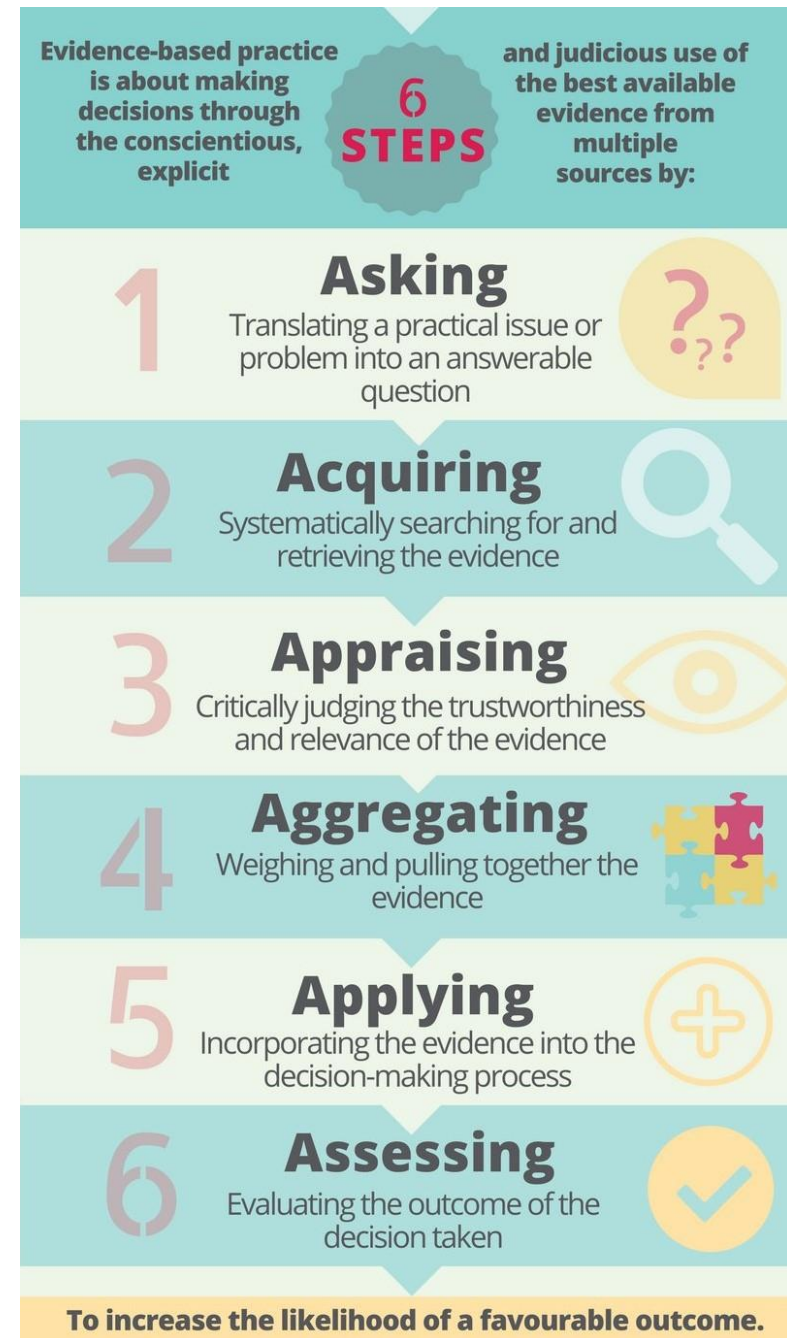 Evidence-based practice
is about making
decisions through
the conscientious,
explicit
6
STEPS
and judicious use of
the best available
evidence from
multiple
sources by:
1
Asking
Translating a practical issue or
problem into an answerable
question
???
2
Acquiring
Systematically searching for and
retrieving the evidence
3
Appraising
Critically judging the trustworthiness
and relevance of the evidence
4
Aggregating
Weighing and pulling together the
evidence
5
Applying
Incorporating the evidence into the
decision-making process
6
Assessing
Evaluating the outcome of the
decision taken
To increase the likelihood of a favourable outcome.